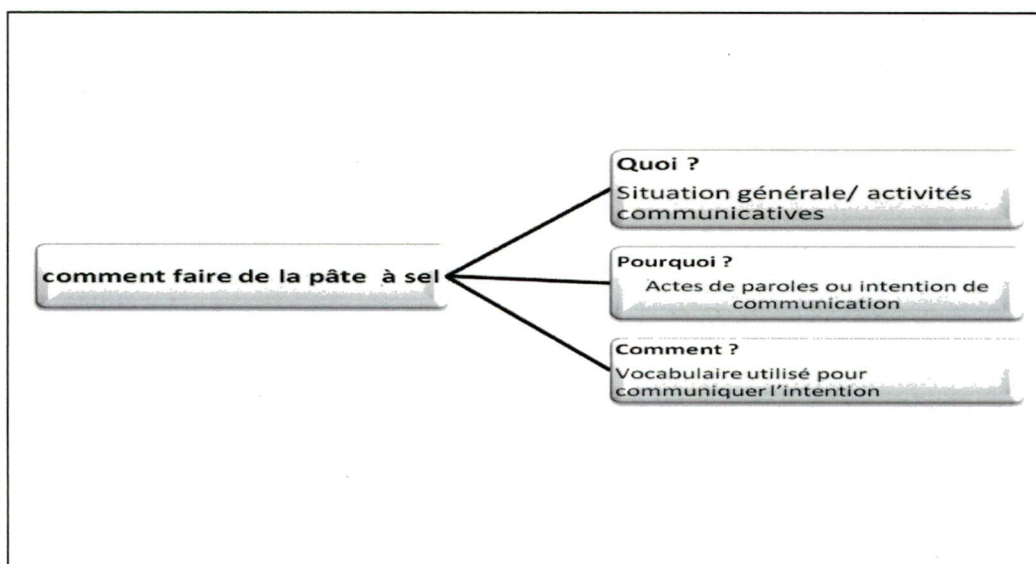 comment faire de la pâte à sel
Quoi ?
Situation générale/ activités
communicatives
Pourquoi ?
Actes de paroles ou intention de
communication
Comment ?
Vocabulaire utilisé pour
communiquer l'intention